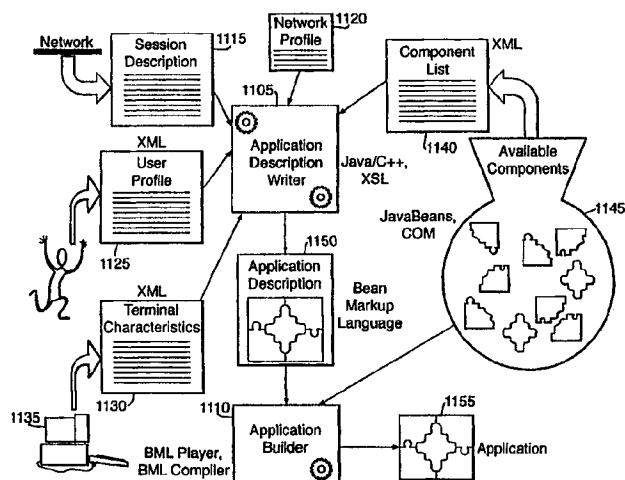 Network
Session
Description
1115
Network
Profile
1120
XML
Component
List
1140
1105
Application
Description
Writer
Java/C++,
XSL
XML
User
Profile
1125
Available
Components
1145
JavaBeans,
COM
XML
Terminal
Characteristics
1130
1150
Application
Description
Bean
Markup
Language
1135
BML Player,
BML Compiler
1110
Application
Builder
1155
Application